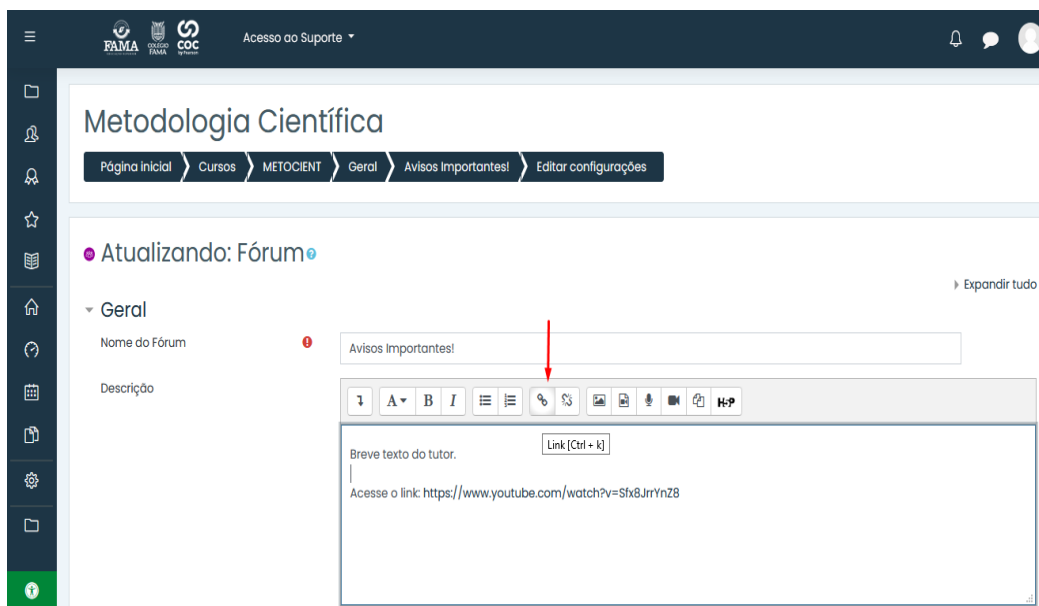 FAMA
COLÉGIO FAMA
COC
by Pearson
Acesso ao Suporte
Metodologia Científica
Página inicial
Cursos
METOCIENT
Geral
Avisos Importantes!
Editar configurações
Atualizando: Fórum
Expandir tudo
Geral
Nome do Fórum
Avisos Importantes!
Descrição
A B I
H-P
Link [Ctrl + k]
Breve texto do tutor.
Acesse o link: https://www.youtube.com/watch?v=Sfx8JrrYnZ8